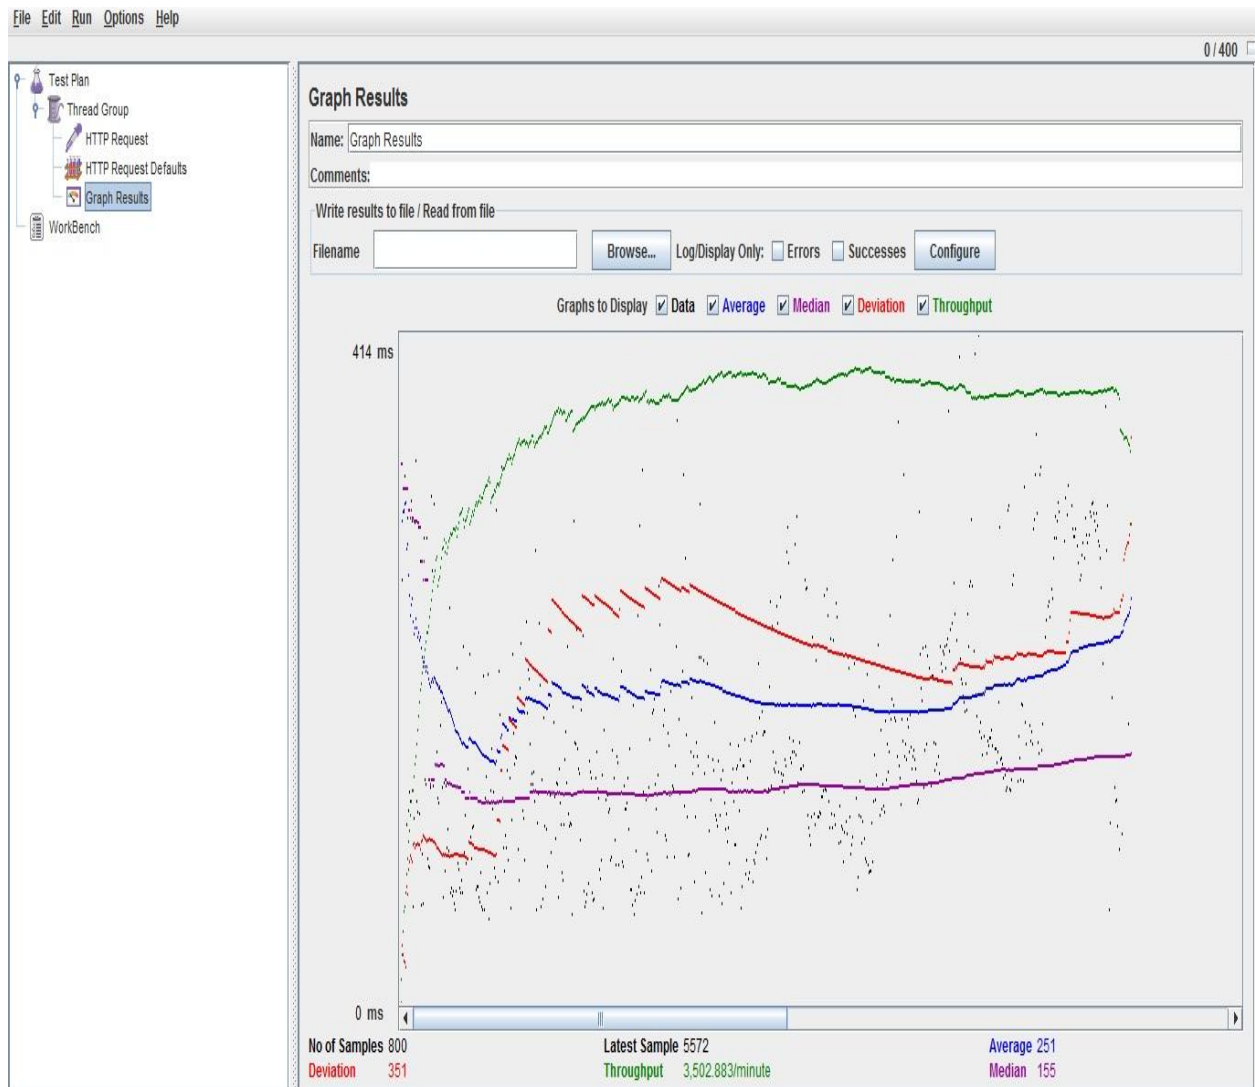 File Edit Run Options Help
0 / 400
Test Plan
Thread Group
HTTP Request
HTTP Request Defaults
Graph Results
WorkBench
Graph Results
Name: Graph Results
Comments:
Write results to file / Read from file
Filename Browse... Log/Display Only: Errors Successes Configure
Graphs to Display Data Average Median Deviation Throughput
414 ms
0 ms
No of Samples 800 Latest Sample 5572 Average 251
Deviation 351 Throughput 3,502.883/minute Median 155